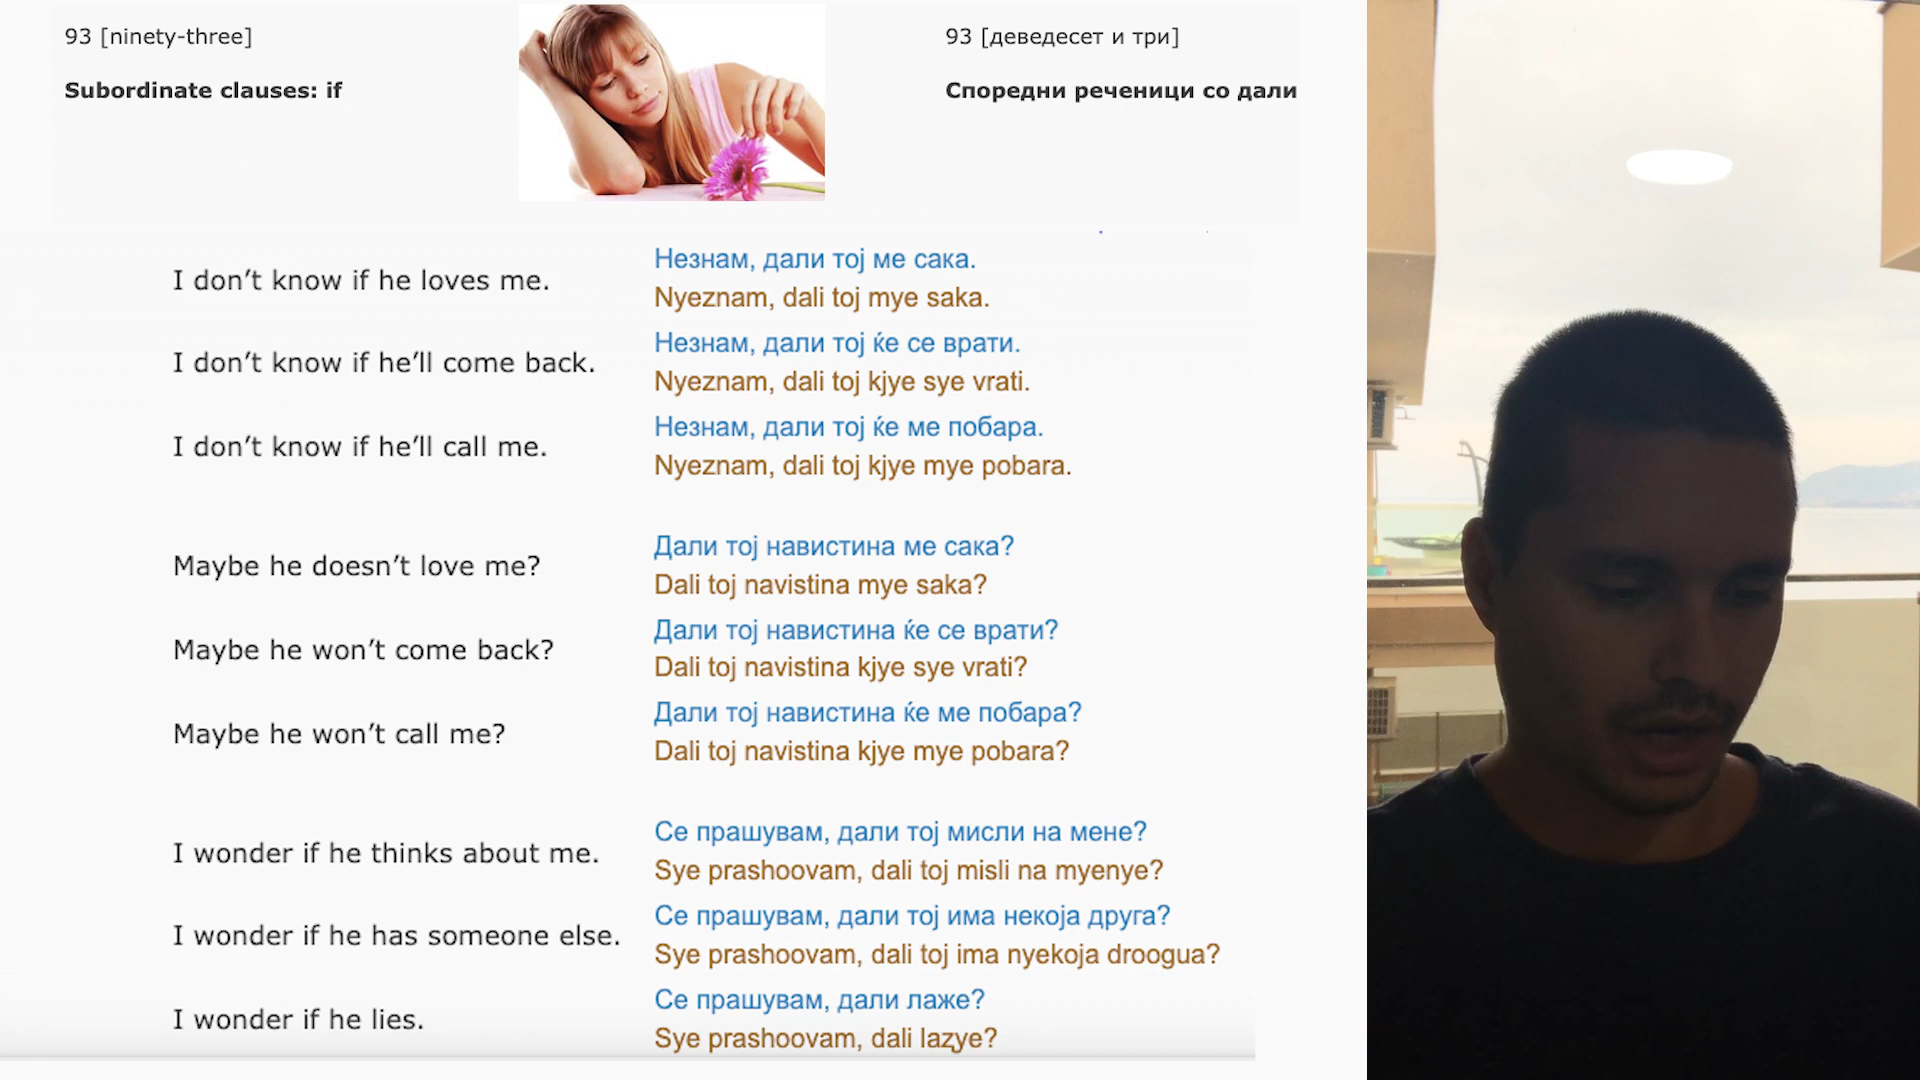 93 [ninety-three]
93 [деведесет и три]
Subordinate clauses: if
Споредни реченици со дали
I don’t know if he loves me.
Незнам, дали тој ме сака.
Nyeznam, dali toj mye saka.
I don’t know if he’ll come back.
Незнам, дали тој ќе се врати.
Nyeznam, dali toj kjye sye vrati.
I don’t know if he’ll call me.
Незнам, дали тој ќе ме побара.
Nyeznam, dali toj kjye mye pobara.
Maybe he doesn’t love me?
Дали тој навистина ме сака?
Dali toj navistina mye saka?
Maybe he won’t come back?
Дали тој навистина ќе се врати?
Dali toj navistina kjye sye vrati?
Maybe he won’t call me?
Дали тој навистина ќе ме побара?
Dali toj navistina kjye mye pobara?
I wonder if he thinks about me.
Се прашувам, дали тој мисли на мене?
Sye prashoovam, dali toj misli na myenye?
I wonder if he has someone else.
Се прашувам, дали тој има некоја друга?
Sye prashoovam, dali toj ima nyekoja droogua?
I wonder if he lies.
Се прашувам, дали лаже?
Sye prashoovam, dali laʐye?